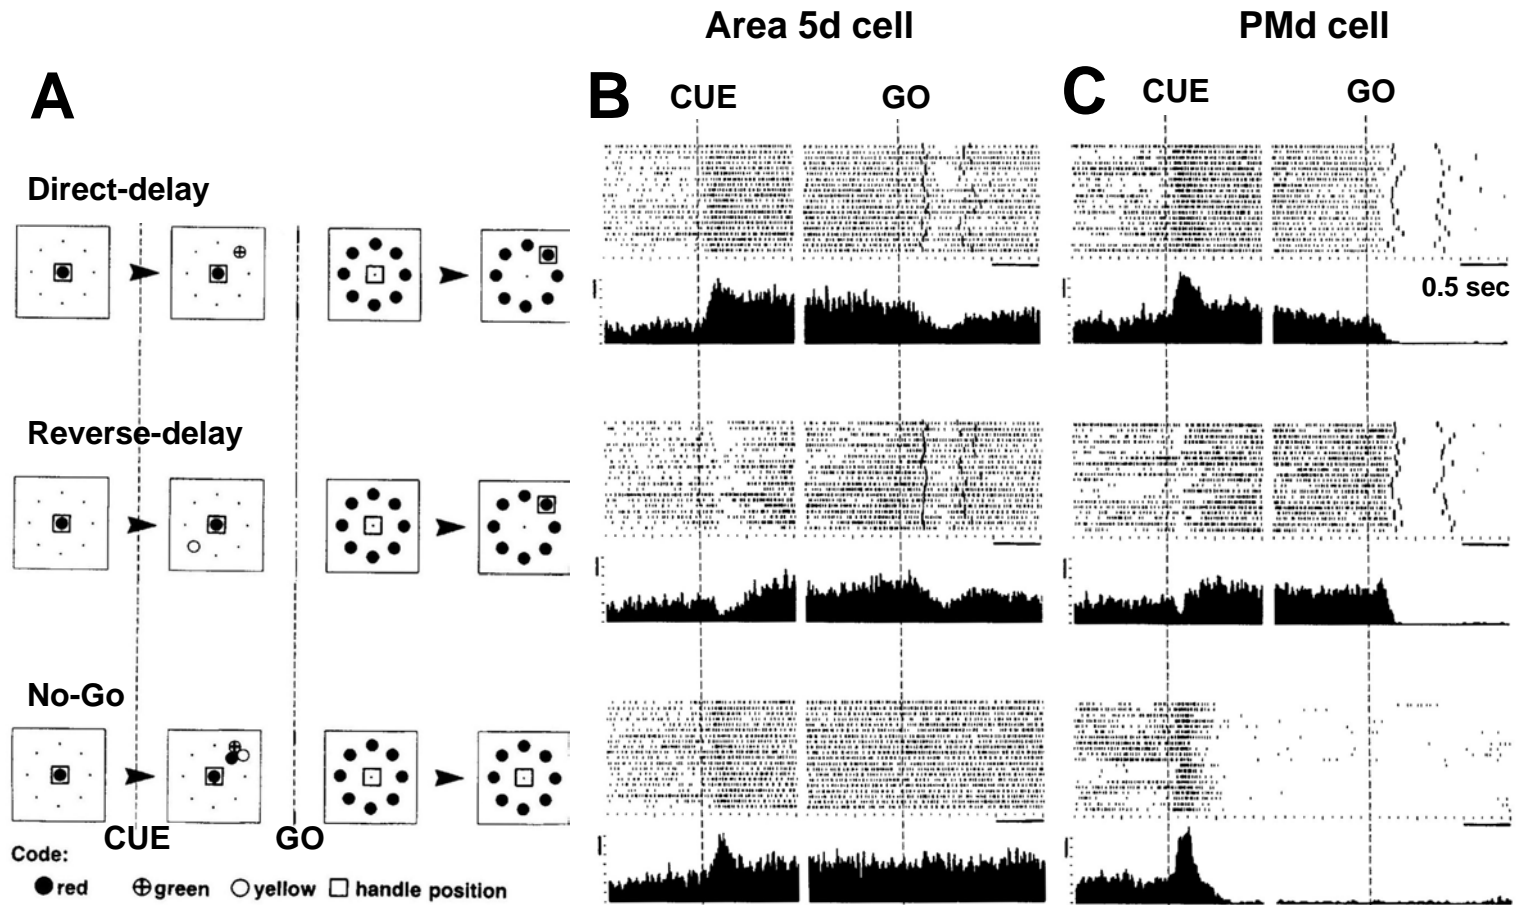 Area 5d cell
PMd cell
A
B
CUE
GO
C
CUE
GO
Direct-delay
0.5 sec
Reverse-delay
No-Go
CUE
GO
Code:
red green yellow handle position